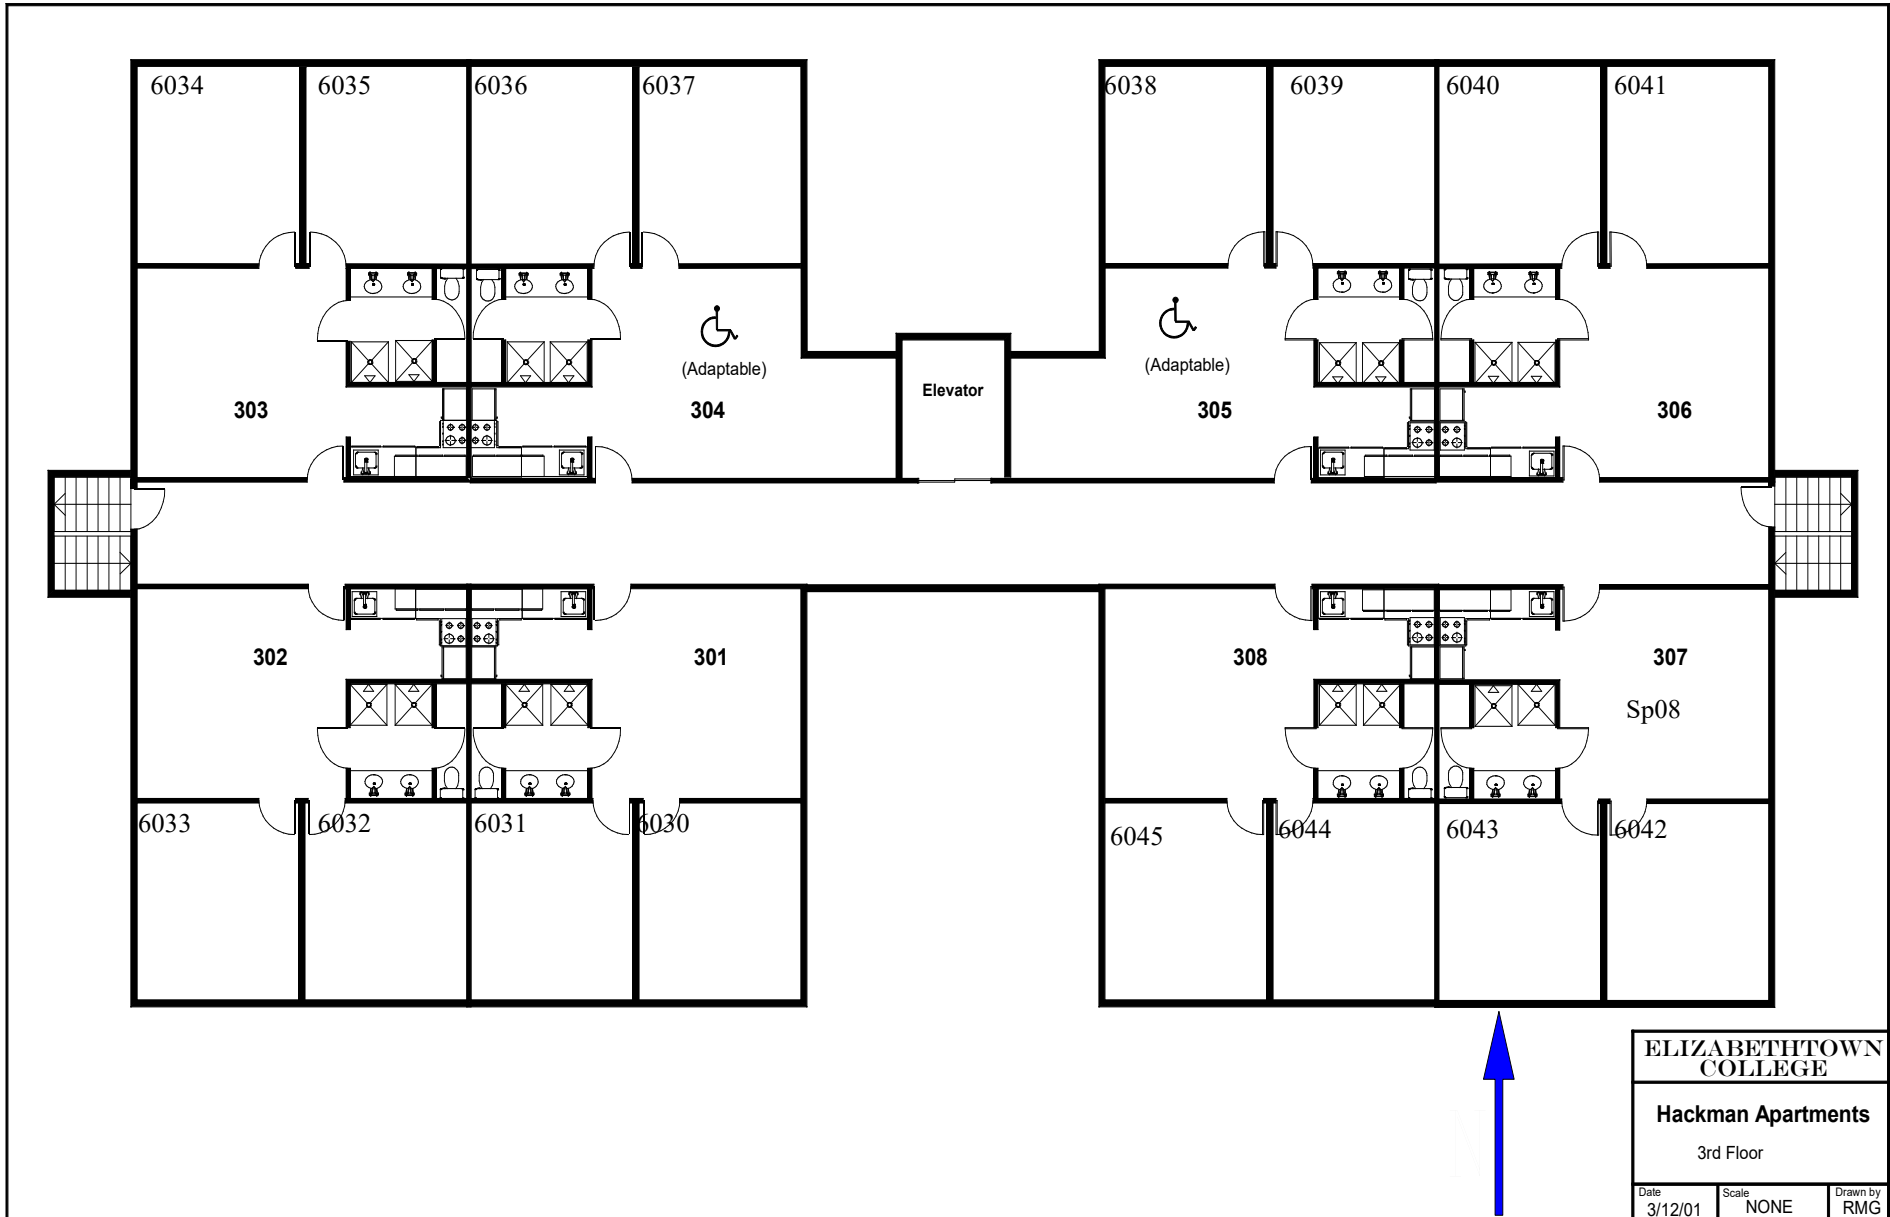 6034 6035 6036 6037 6038 6039 6040 6041
(Adaptable) (Adaptable)
Elevator
303 304 305 306
302 301 308 307
Sp08
6033 6032 6031 6030 6045 6044 6043 6042
ELIZABETHTOWN
COLLEGE
Hackman Apartments
3rd Floor
Date Scale Drawn by
3/12/01 NONE RMG